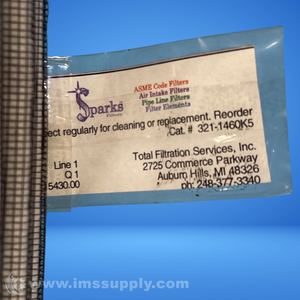 Sparks
Filters
ASME Code Filters
Air Intake Filters
Pipe Line Filters
Filter Elements
ect regularly for cleaning or replacement. Reorder
Cat. # 321-1460K5
Line 1
Q 1
5430.00
Total Filtration Services, Inc.
2725 Commerce Parkway
Auburn Hills, MI 48326
ph: 248-377-3340
www.imssupply.com